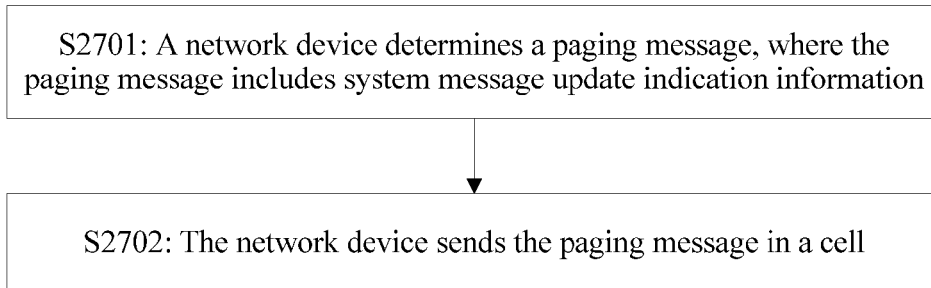 S2701: A network device determines a paging message, where the
paging message includes system message update indication information
S2702: The network device sends the paging message in a cell